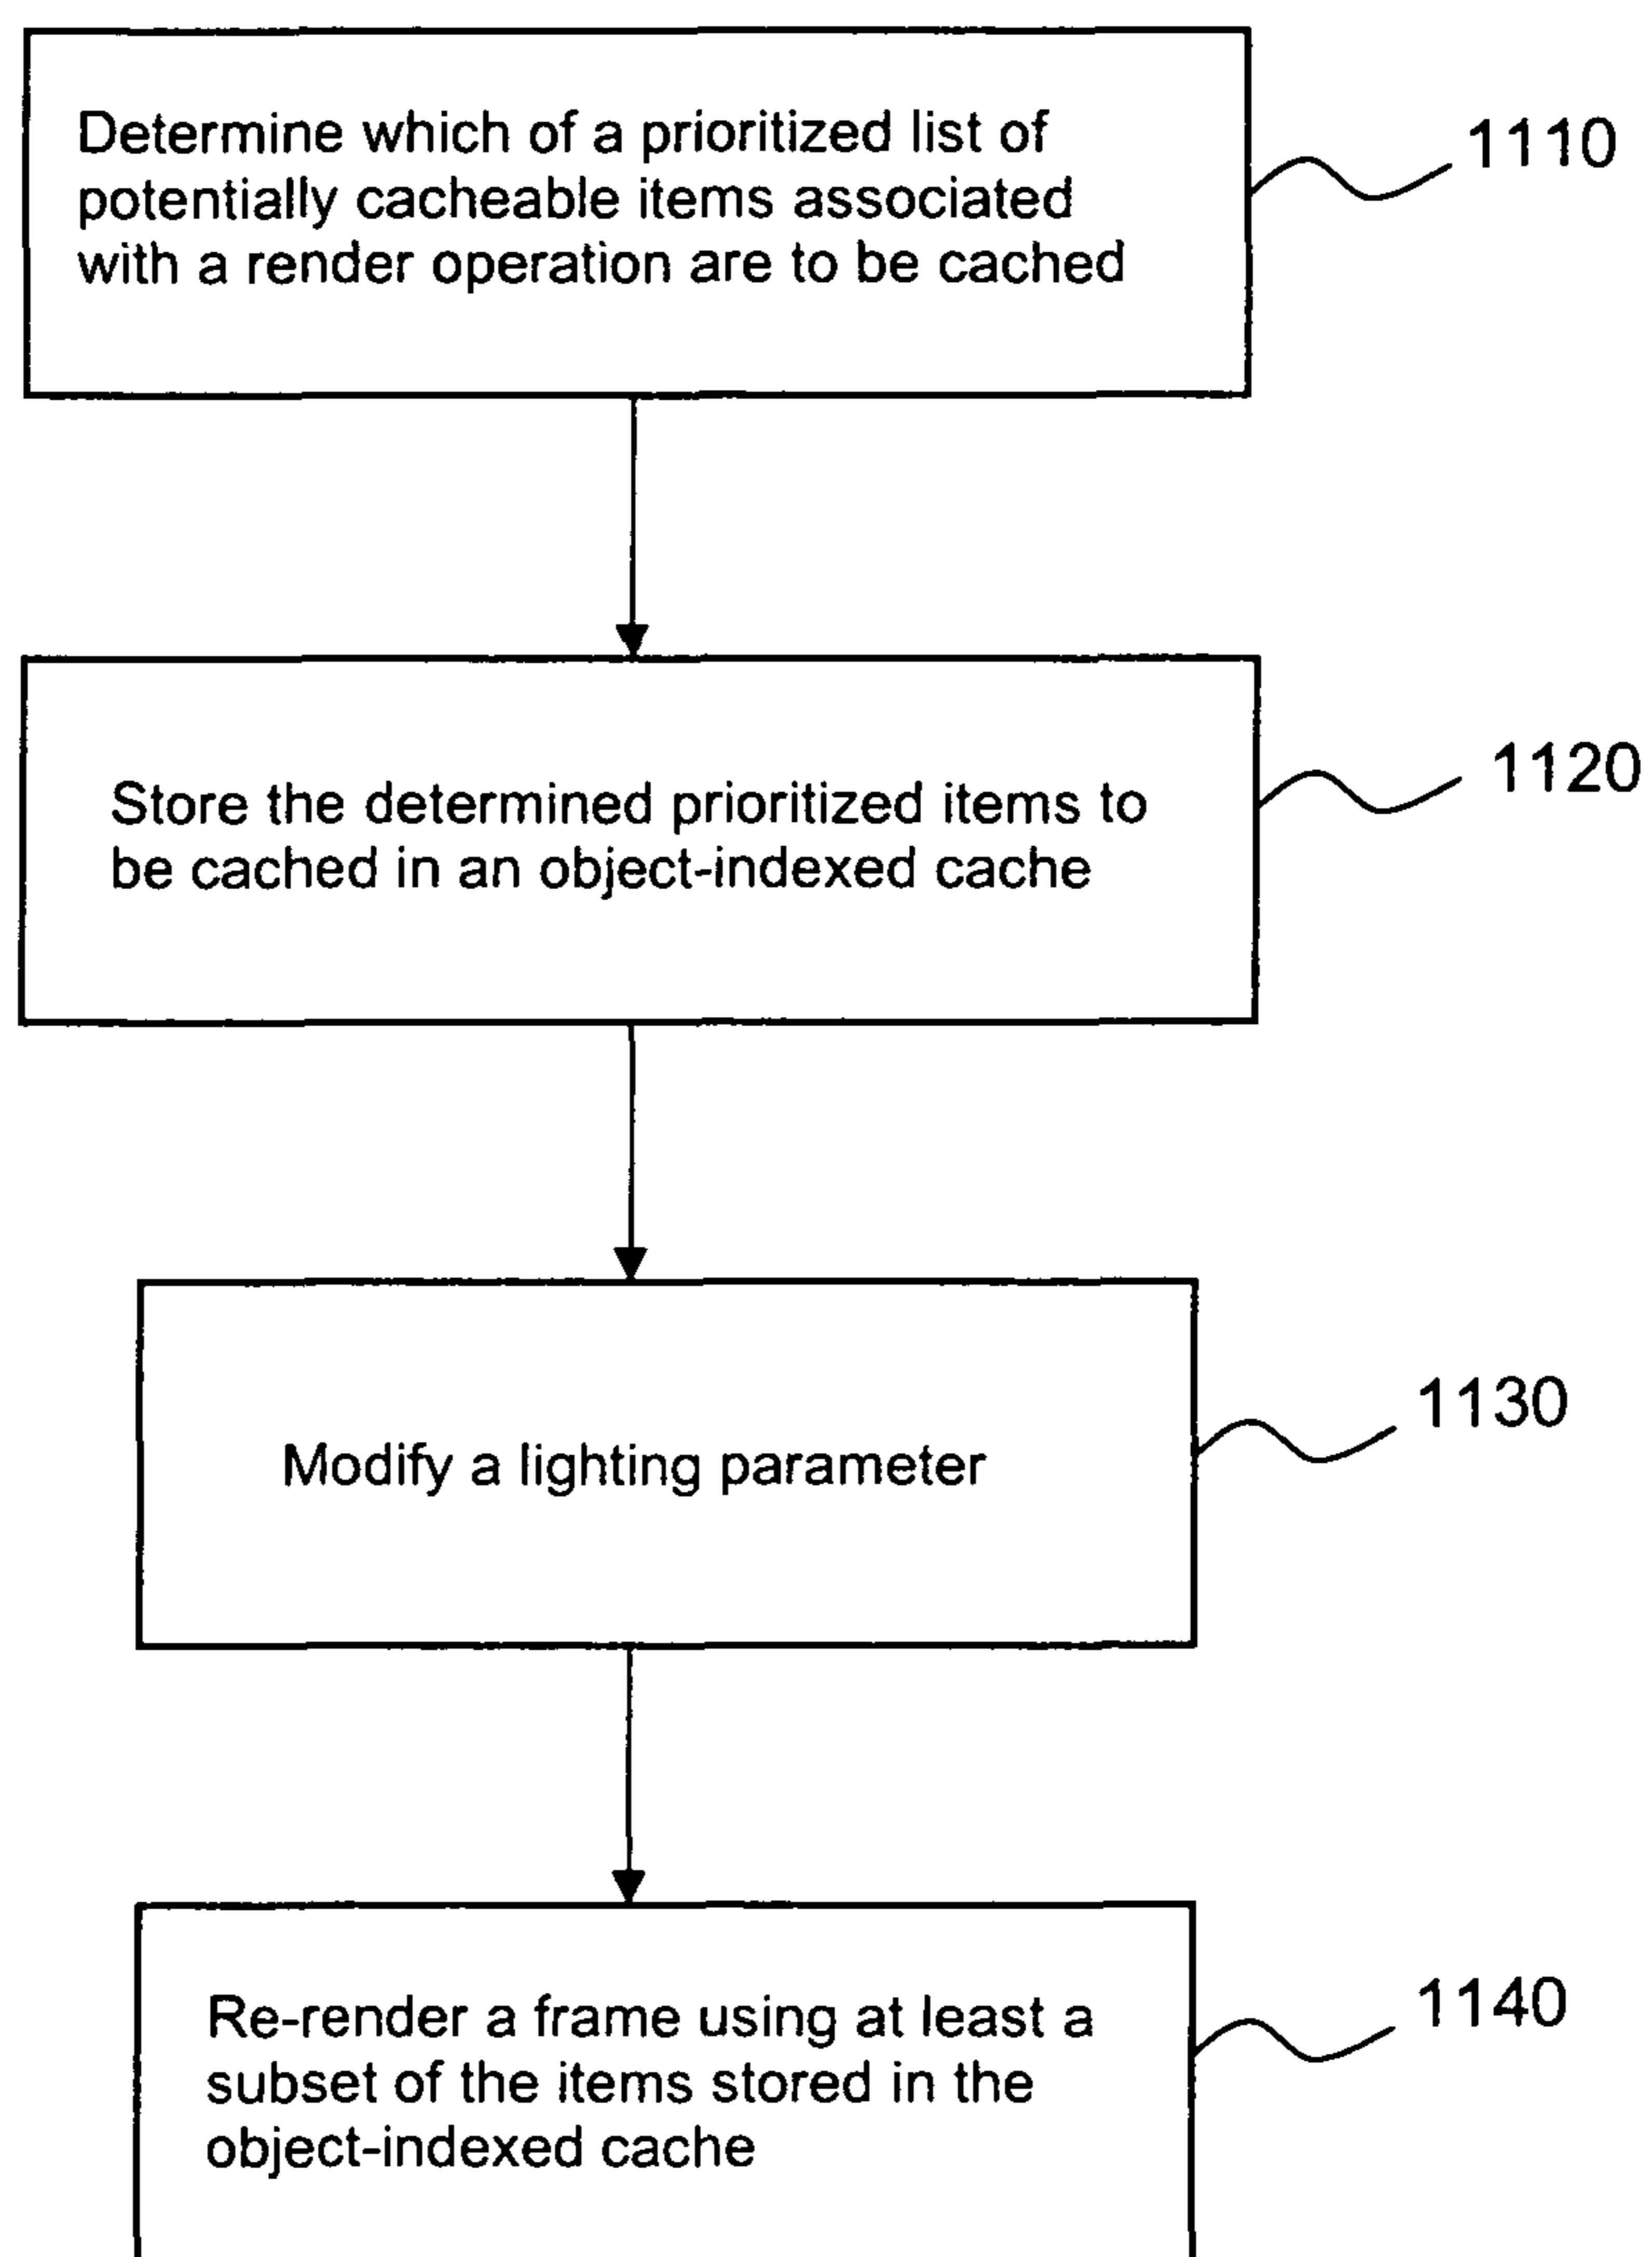 Determine which of a prioritized list of
potentially cacheable items associated
with a render operation are to be cached
1110
Store the determined prioritized items to
be cached in an object-indexed cache
1120
Modify a lighting parameter
1130
Re-render a frame using at least a
subset of the items stored in the
object-indexed cache
1140